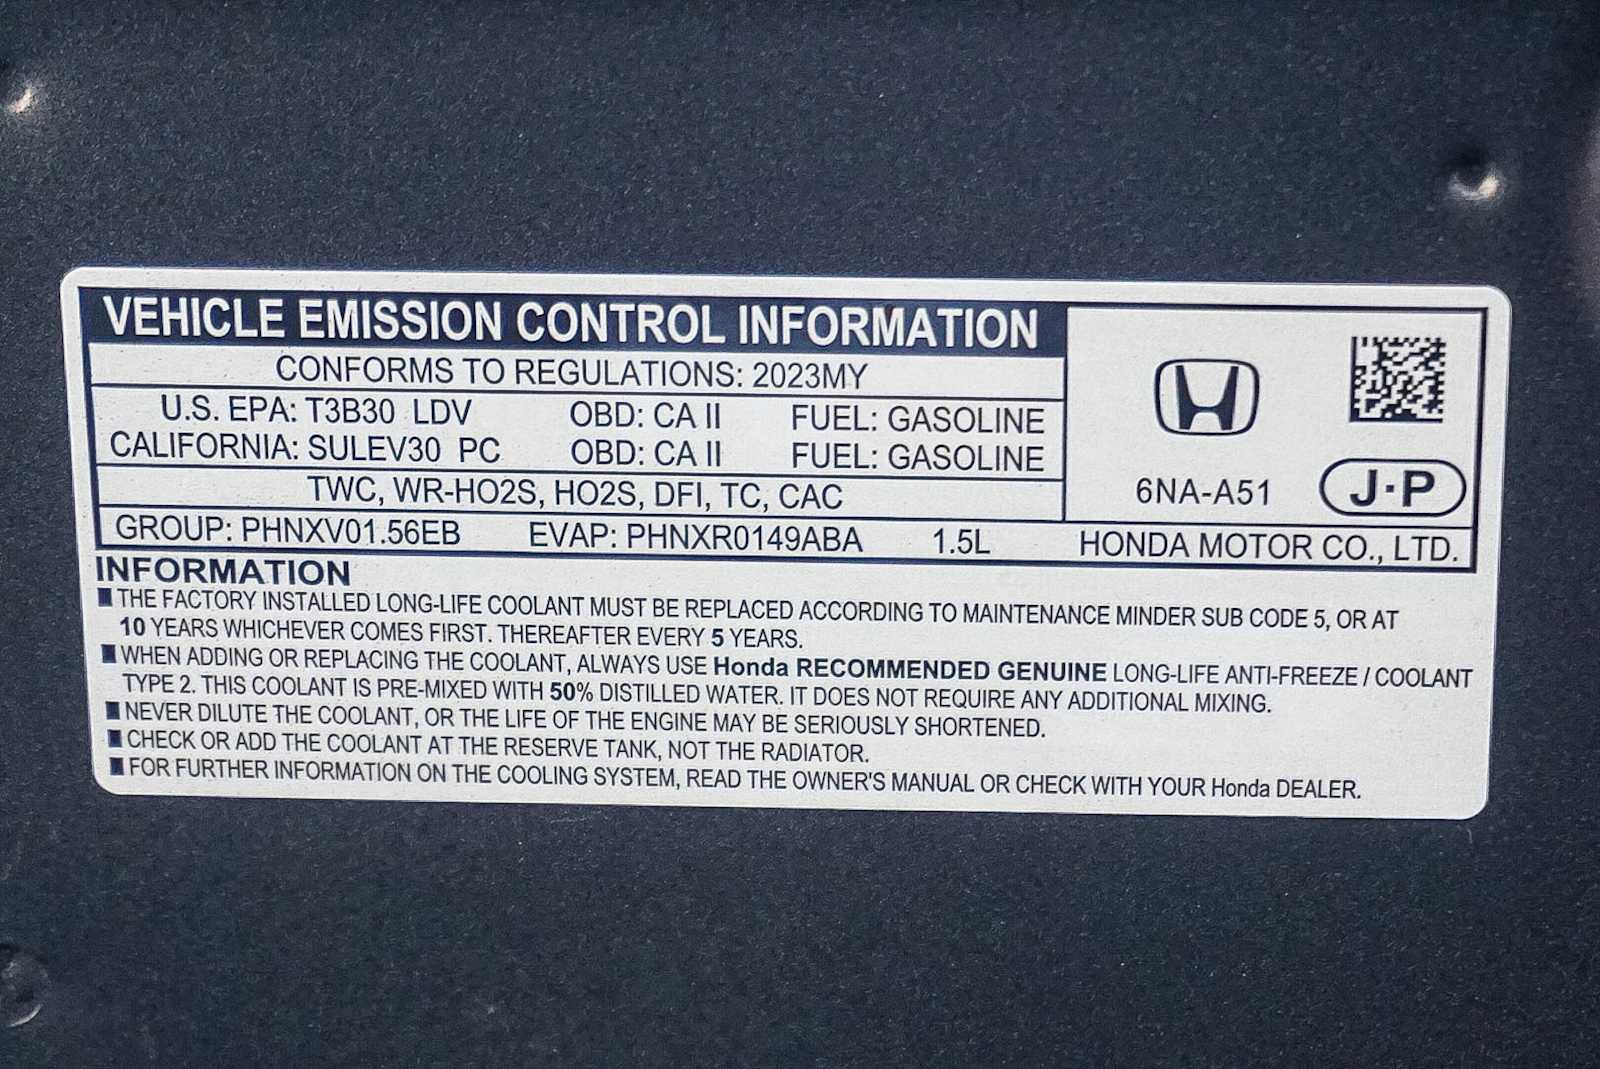 VEHICLE EMISSION CONTROL INFORMATION
CONFORMS TO REGULATIONS: 2023MY
U.S. EPA: T3B30 LDV OBD: CA II FUEL: GASOLINE
CALIFORNIA: SULEV30 PC OBD: CA II FUEL: GASOLINE
TWC, WR-HO2S, HO2S, DFI, TC, CAC
6NA-A51 J·P
GROUP: PHNXV01.56EB EVAP: PHNXR0149ABA 1.5L HONDA MOTOR CO., LTD.
INFORMATION
■ THE FACTORY INSTALLED LONG-LIFE COOLANT MUST BE REPLACED ACCORDING TO MAINTENANCE MINDER SUB CODE 5, OR AT
10 YEARS WHICHEVER COMES FIRST. THEREAFTER EVERY 5 YEARS.
■ WHEN ADDING OR REPLACING THE COOLANT, ALWAYS USE Honda RECOMMENDED GENUINE LONG-LIFE ANTI-FREEZE / COOLANT
TYPE 2. THIS COOLANT IS PRE-MIXED WITH 50% DISTILLED WATER. IT DOES NOT REQUIRE ANY ADDITIONAL MIXING.
■ NEVER DILUTE THE COOLANT, OR THE LIFE OF THE ENGINE MAY BE SERIOUSLY SHORTENED.
■ CHECK OR ADD THE COOLANT AT THE RESERVE TANK, NOT THE RADIATOR.
■ FOR FURTHER INFORMATION ON THE COOLING SYSTEM, READ THE OWNER'S MANUAL OR CHECK WITH YOUR Honda DEALER.